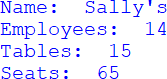 Name:  Sally's
Employees:  14
Tables:  15
Seats:  65